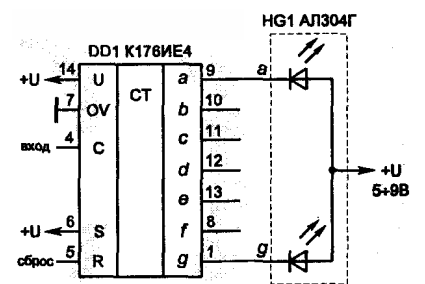 HG1 АЛ304Г
DD1 К176ИЕ4
+U 14 U CT a 9 a
7 OV b 10
вход 4 C c 11
d 12
+U
5÷9В
e 13
+U 6 S f 8
сброс 5 R g 1 g